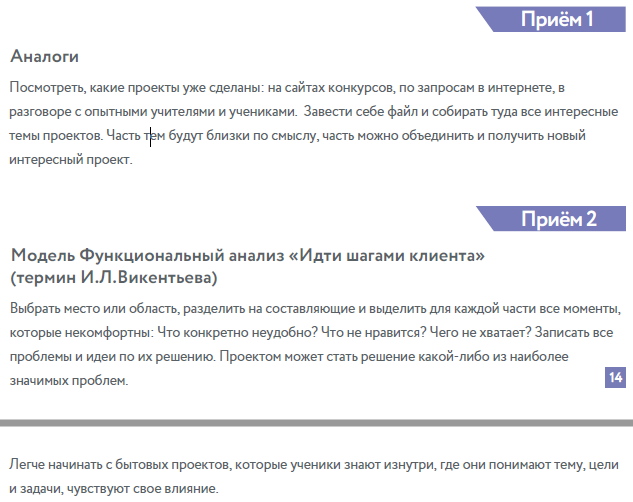 Приём 1
Аналоги
Посмотреть, какие проекты уже сделаны: на сайтах конкурсов, по запросам в интернете, в
разговоре с опытными учителями и учениками. Завести себе файл и собирать туда все интересные
темы проектов. Часть тем будут близки по смыслу, часть можно объединить и получить новый
интересный проект.
Приём 2
Модель Функциональный анализ «Идти шагами клиента»
(термин И.Л.Викентьева)
Выбрать место или область, разделить на составляющие и выделить для каждой части все моменты,
которые некомфортны: Что конкретно неудобно? Что не нравится? Чего не хватает? Записать все
проблемы и идеи по их решению. Проектом может стать решение какой-либо из наиболее
значимых проблем.
14
Легче начинать с бытовых проектов, которые ученики знают изнутри, где они понимают тему, цели
и задачи, чувствуют свое влияние.